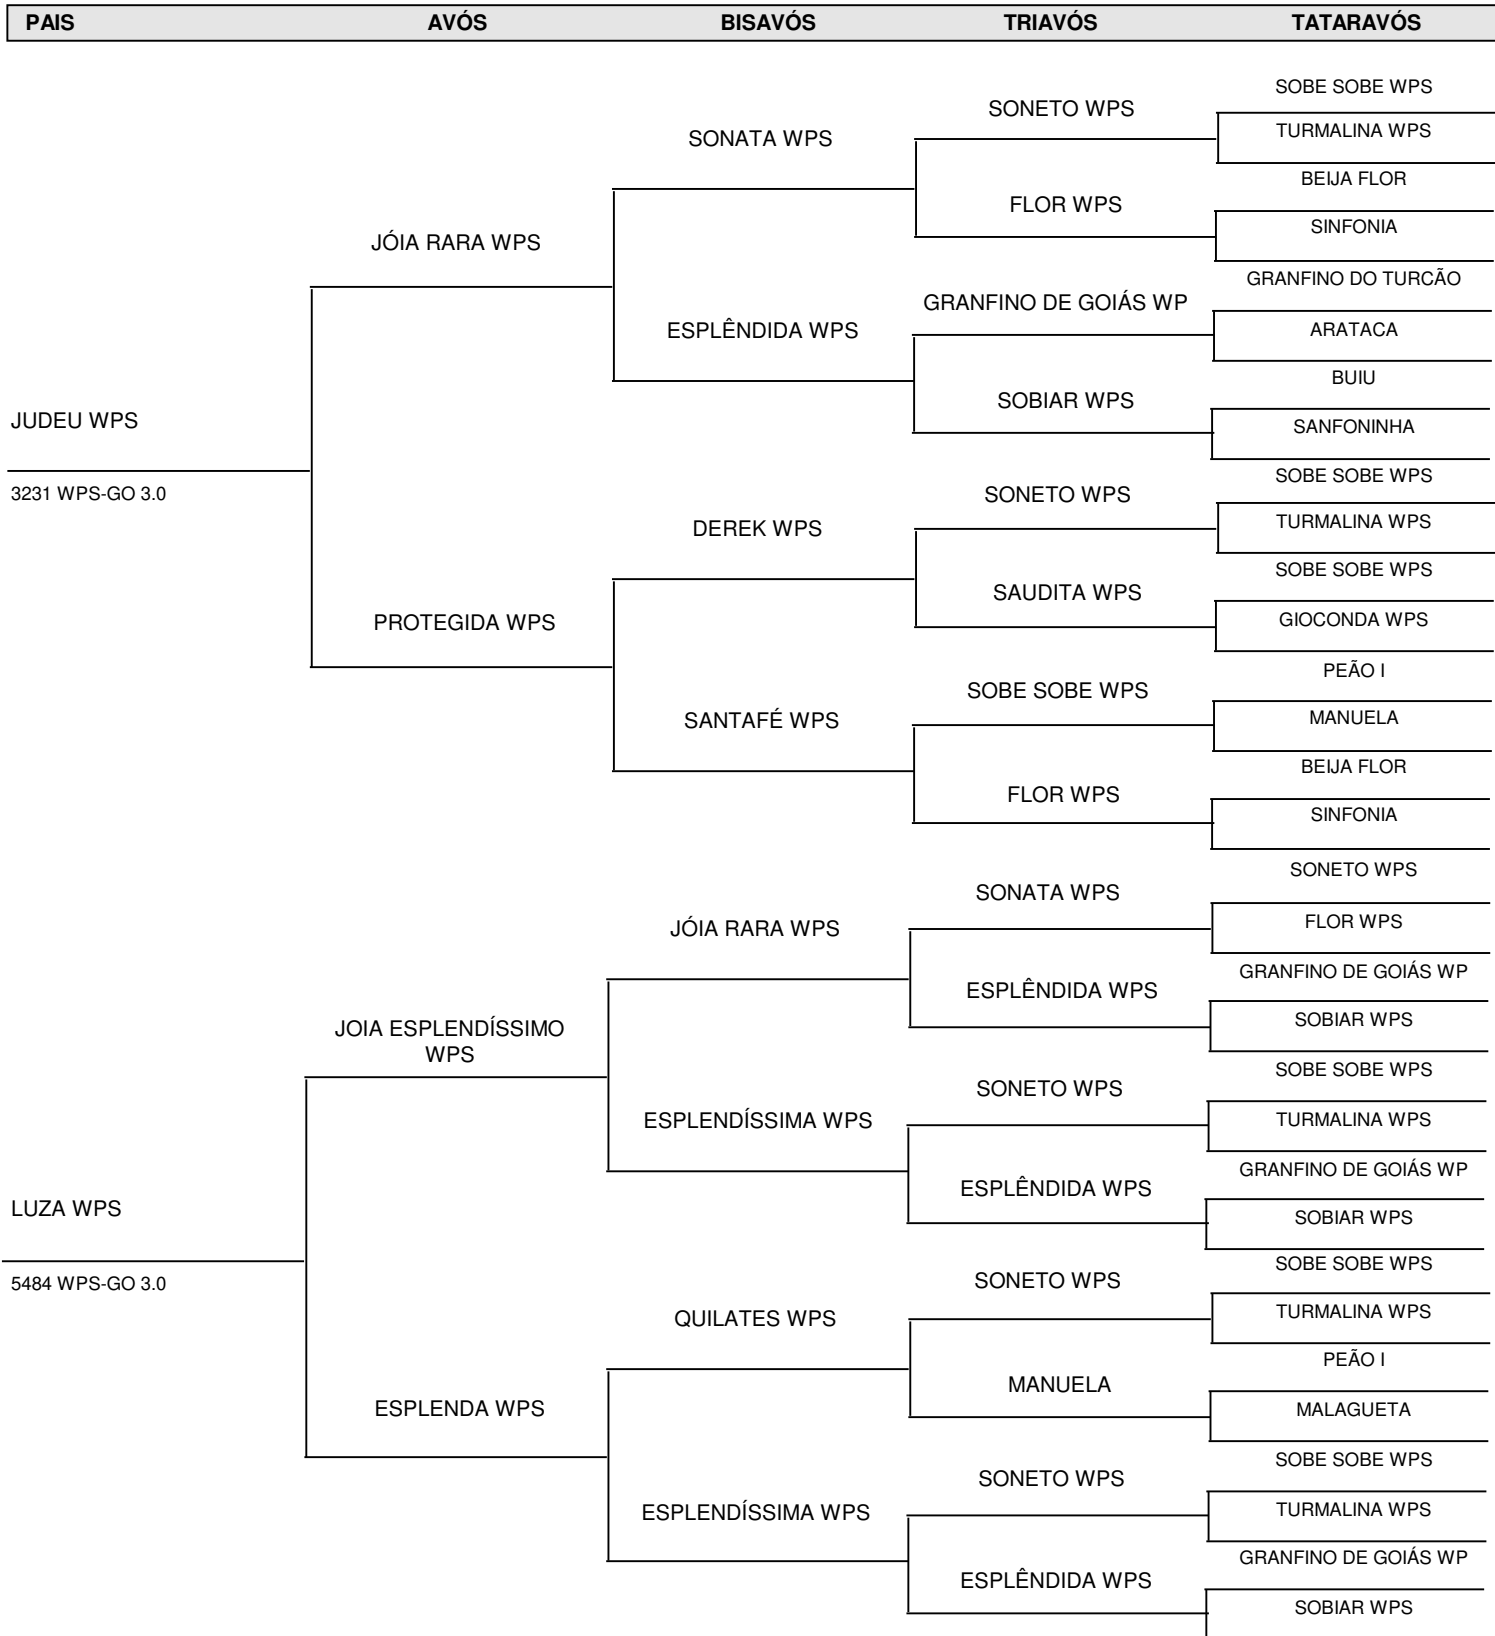 PAIS AVÓS BISAVÓS TRIAVÓS TATARAVÓS
SOBE SOBE WPS
SONETO WPS
TURMALINA WPS
SONATA WPS
BEIJA FLOR
FLOR WPS
SINFONIA
JÓIA RARA WPS
GRANFINO DO TURCÃO
GRANFINO DE GOIÁS WP
ESPLÊNDIDA WPS
ARATACA
BUIU
SOBIAR WPS
JUDEU WPS
SANFONINHA
SOBE SOBE WPS
3231 WPS-GO 3.0
SONETO WPS
TURMALINA WPS
DEREK WPS
SOBE SOBE WPS
SAUDITA WPS
GIOCONDA WPS
PROTEGIDA WPS
PEÃO I
SOBE SOBE WPS
MANUELA
SANTAFÉ WPS
BEIJA FLOR
FLOR WPS
SINFONIA
SONETO WPS
SONATA WPS
FLOR WPS
JÓIA RARA WPS
GRANFINO DE GOIÁS WP
ESPLÊNDIDA WPS
SOBIAR WPS
JOIA ESPLENDÍSSIMO
WPS
SOBE SOBE WPS
SONETO WPS
TURMALINA WPS
ESPLENDÍSSIMA WPS
GRANFINO DE GOIÁS WP
ESPLÊNDIDA WPS
LUZA WPS
SOBIAR WPS
SOBE SOBE WPS
5484 WPS-GO 3.0
SONETO WPS
TURMALINA WPS
QUILATES WPS
PEÃO I
MANUELA
ESPLENDA WPS
MALAGUETA
SOBE SOBE WPS
SONETO WPS
TURMALINA WPS
ESPLENDÍSSIMA WPS
GRANFINO DE GOIÁS WP
ESPLÊNDIDA WPS
SOBIAR WPS